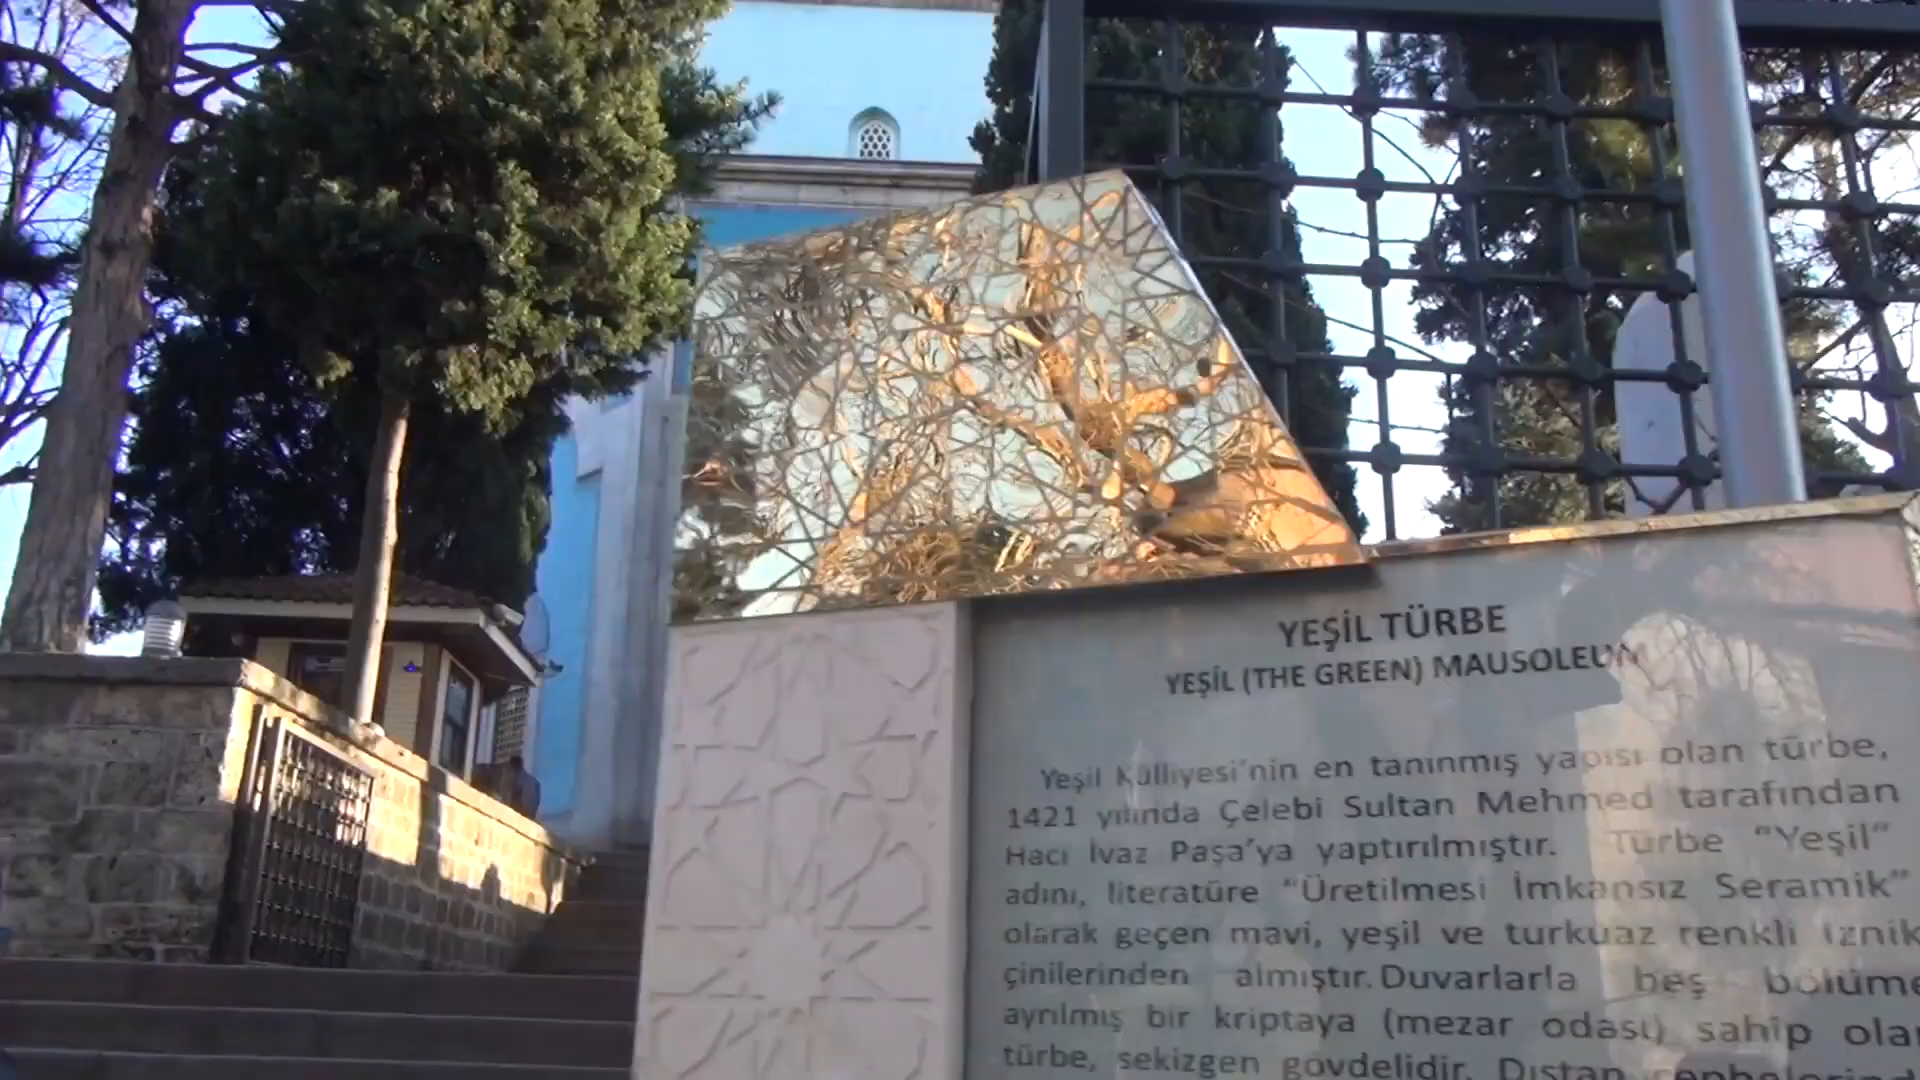 YEŞİL TÜRBE
YEŞİL (THE GREEN) MAUSOLEUM
Yeşil Külliyesi'nin en tanınmış yapısı olan türbe,
1421 yılında Çelebi Sultan Mehmed tarafından
Hacı İvaz Paşa'ya yaptırılmıştır. Türbe "Yeşil"
adını, literatüre "Üretilmesi İmkansız Seramik"
olarak geçen mavi, yeşil ve turkuaz renkli İznik
çinilerinden almıştır.Duvarlarla beş bölüme
ayrılmış bir kriptaya (mezar odası) sahip olan
türbe, sekizgen gövdelidir. Dıştan